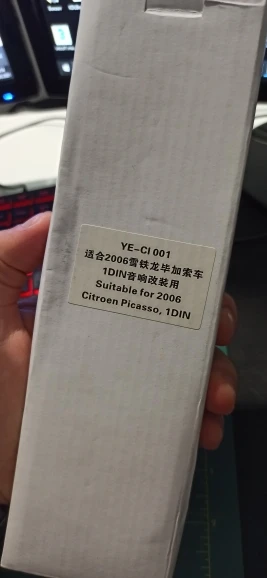 YE-CI 001
适合2006雪铁龙毕加索车
1DIN音响改装用
Suitable for 2006
Citroen Picasso, 1DIN